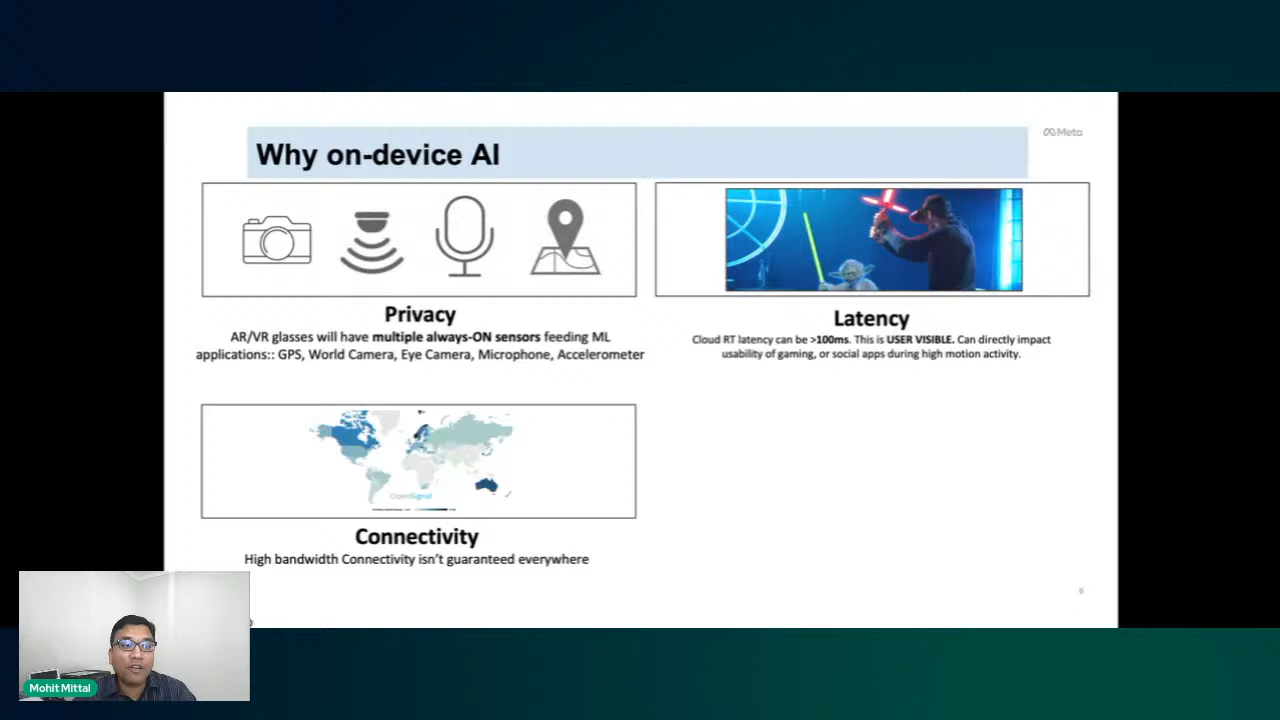 Why on-device AI
Meta
Privacy
AR/VR glasses will have multiple always-ON sensors feeding ML
applications:: GPS, World Camera, Eye Camera, Microphone, Accelerometer
Latency
Cloud RT latency can be >100ms. This is USER VISIBLE. Can directly impact
usability of gaming, or social apps during high motion activity.
OpenSignal
Connectivity
High bandwidth Connectivity isn't guaranteed everywhere
Mohit Mittal